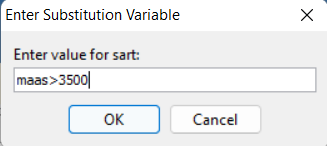 Enter Substitution Variable
Enter value for sart:
maas>3500
OK
Cancel